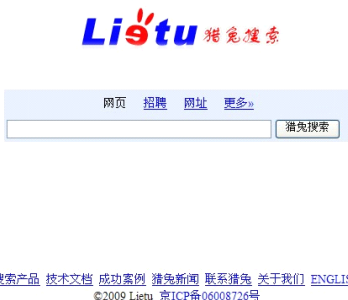 Lietu 猎兔搜索
网页 招聘 网址 更多»
猎兔搜索
搜索产品 技术文档 成功案例 猎兔新闻 联系猎兔 关于我们 ENGLIS
©2009 Lietu 京ICP备06008726号